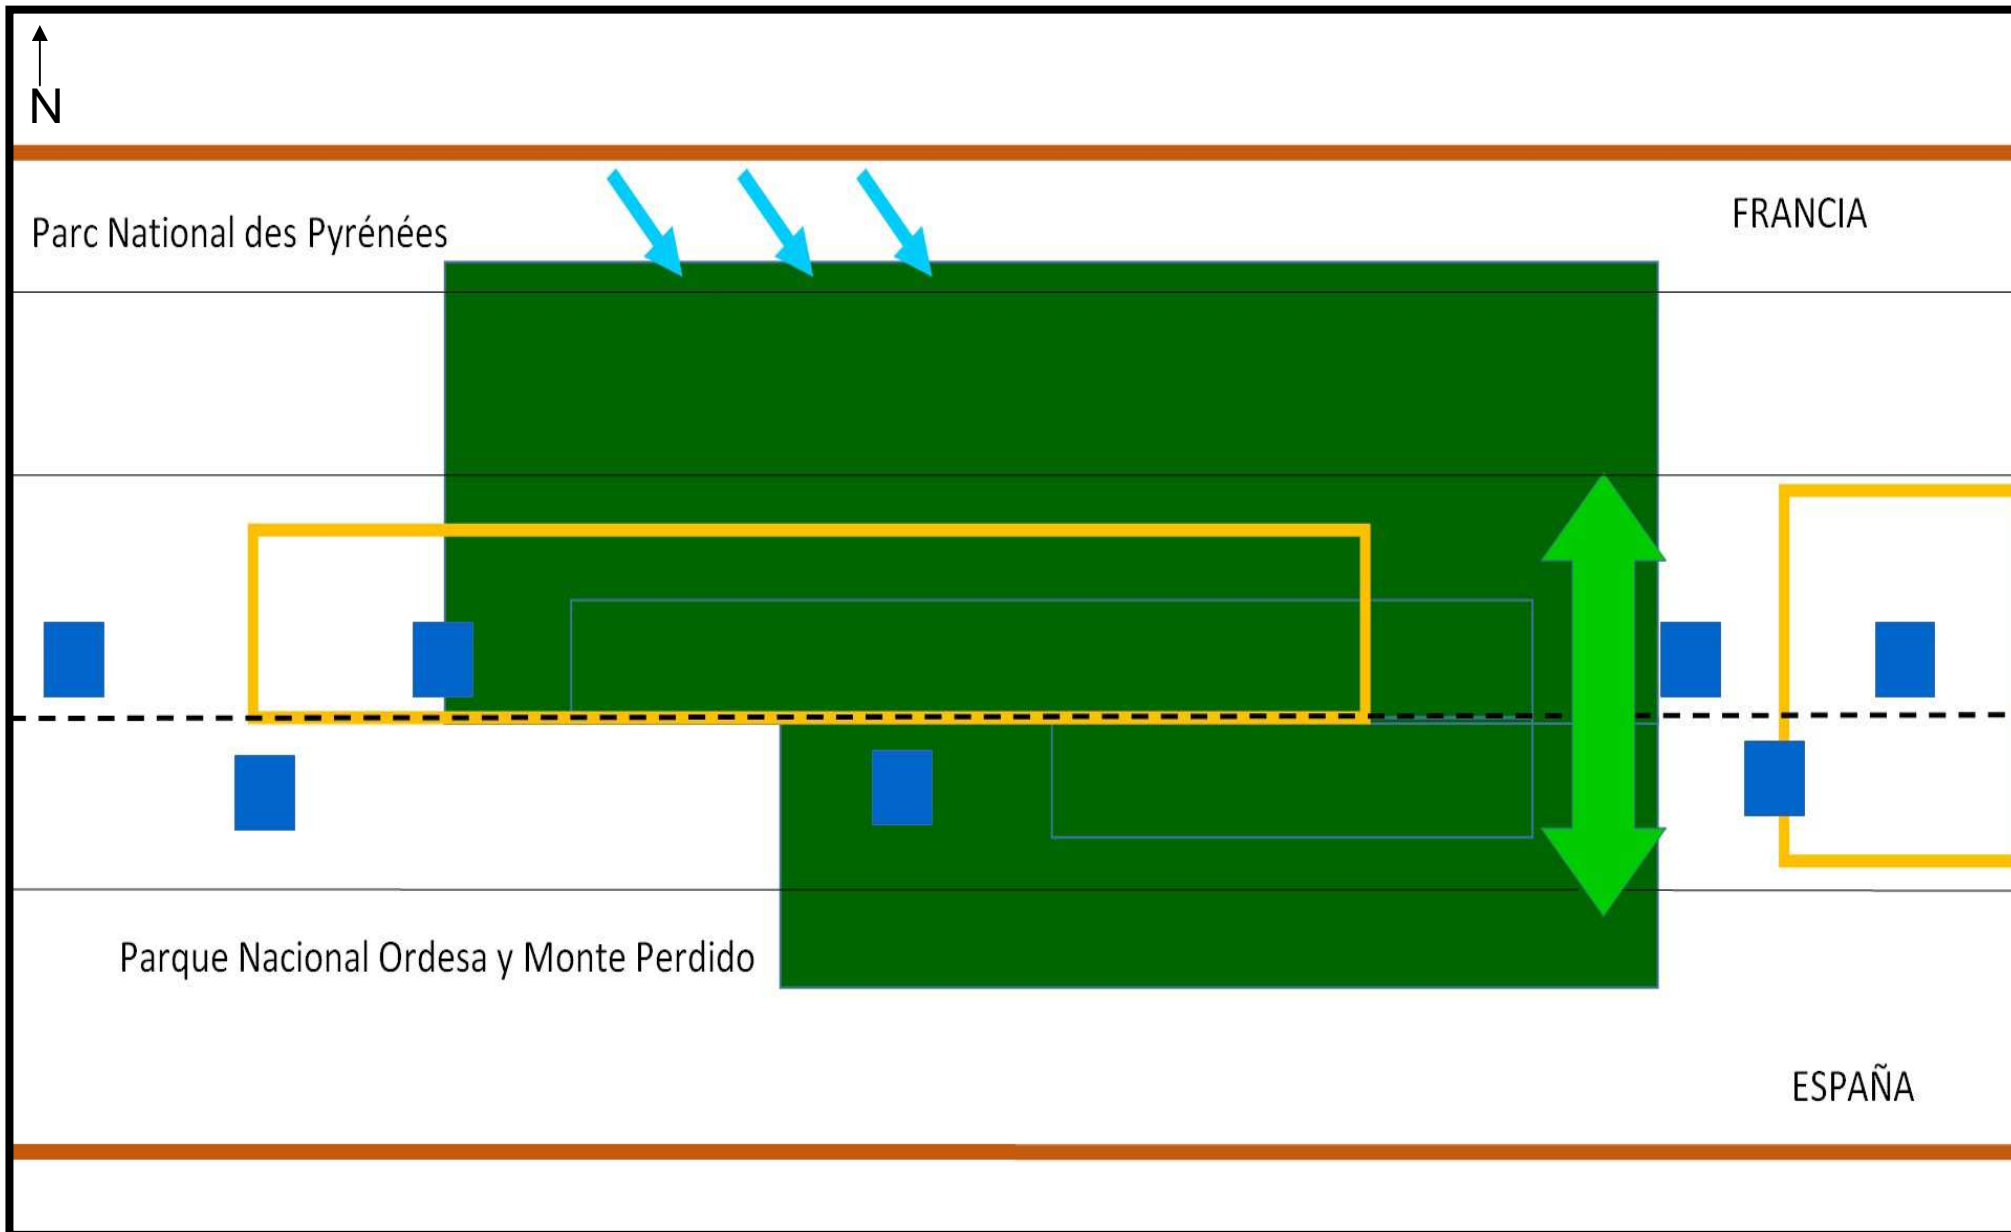 N
FRANCIA
Parc National des Pyrénées
Parque Nacional Ordesa y Monte Perdido
ESPAÑA